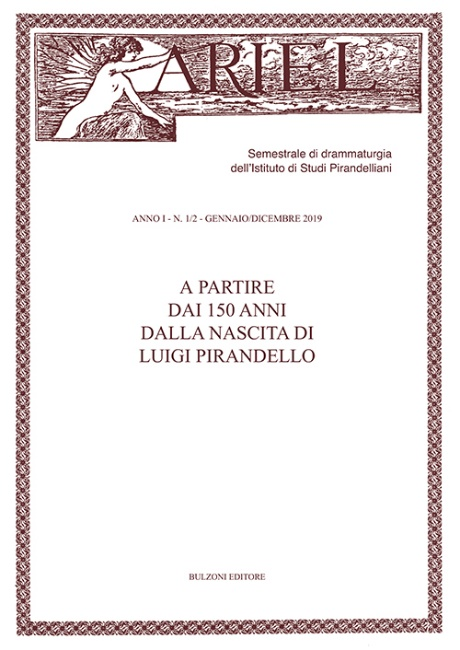 ARIEL
Semestrale di drammaturgia
dell'Istituto di Studi Pirandelliani
ANNO I - N. 1/2 - GENNAIO/DICEMBRE 2019
A PARTIRE
DAI 150 ANNI
DALLA NASCITA DI
LUIGI PIRANDELLO
BULZONI EDITORE